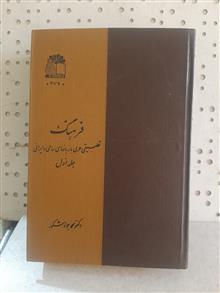 فرهنگ
تطبیقی عربی با زبانهای سامی و ایرانی
جلد اول
دکتر محمد جواد مشکور